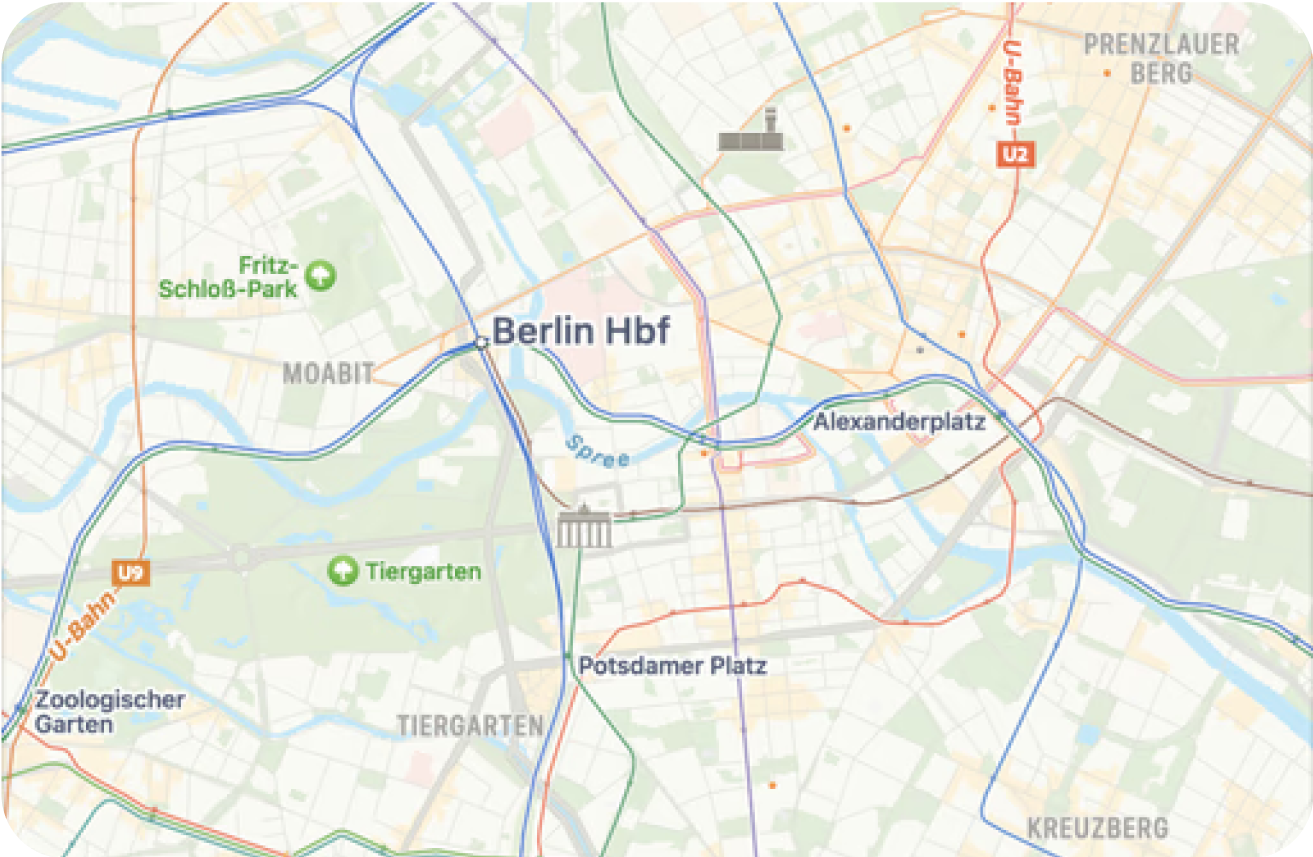 PRENZLAUER
BERG
U-Bahn
U2
Fritz-
Schloß-Park
Berlin Hbf
MOABIT
Alexanderplatz
Spree
U9
U-Bahn
Tiergarten
Potsdamer Platz
Zoologischer
Garten
TIERGARTEN
KREUZBERG